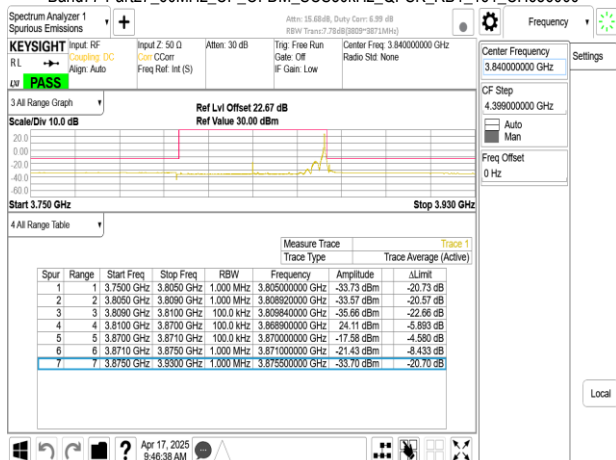 Spectrum Analyzer 1
Spurious Emissions
Attn: 15.68dB, Duty Corr: 6.99 dB
RBW Trans:7.78dB(3809~3871MHz)
Frequency
KEYSIGHT
RL
PASS
Input: RF
Coupling: DC
Align: Auto
Input Z: 50 Ω
Corr CCorr
Freq Ref: Int (S)
Atten: 30 dB
Trig: Free Run
Gate: Off
IF Gain: Low
Center Freq: 3.840000000 GHz
Radio Std: None
Center Frequency
3.840000000 GHz
Settings
CF Step
4.399000000 GHz
Auto
Man
Freq Offset
0 Hz
3 All Range Graph
Scale/Div 10.0 dB
Ref Lvl Offset 22.67 dB
Ref Value 30.00 dBm
20.0
0.00
-20.0
-40.0
-60.0
Start 3.750 GHz
Stop 3.930 GHz
4 All Range Table
Measure Trace Trace 1
Trace Type Trace Average (Active)
Spur Range Start Freq Stop Freq RBW Frequency Amplitude ΔLimit
1 1 3.7500 GHz 3.8050 GHz 1.000 MHz 3.805000000 GHz -33.73 dBm -20.73 dB
2 2 3.8050 GHz 3.8090 GHz 1.000 MHz 3.808920000 GHz -33.57 dBm -20.57 dB
3 3 3.8090 GHz 3.8100 GHz 100.0 kHz 3.809840000 GHz -35.66 dBm -22.66 dB
4 4 3.8100 GHz 3.8700 GHz 100.0 kHz 3.868900000 GHz 24.11 dBm -5.893 dB
5 5 3.8700 GHz 3.8710 GHz 100.0 kHz 3.870000000 GHz -17.58 dBm -4.580 dB
6 6 3.8710 GHz 3.8750 GHz 1.000 MHz 3.871000000 GHz -21.43 dBm -8.433 dB
7 7 3.8750 GHz 3.9300 GHz 1.000 MHz 3.875500000 GHz -33.70 dBm -20.70 dB
Local
Apr 17, 2025
9:46:38 AM